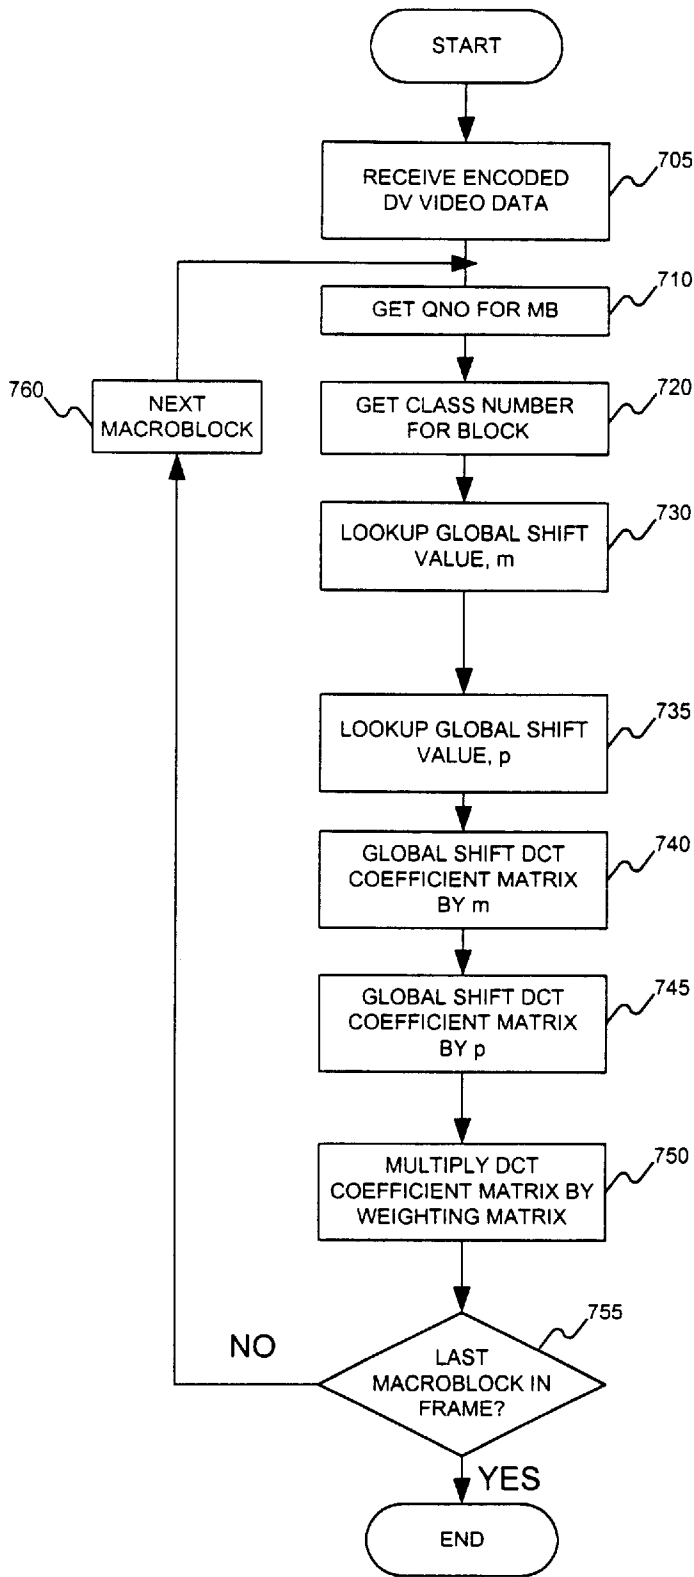 START
RECEIVE ENCODED
DV VIDEO DATA
705
GET QNO FOR MB
710
760
NEXT
MACROBLOCK
GET CLASS NUMBER
FOR BLOCK
720
LOOKUP GLOBAL SHIFT
VALUE, m
730
LOOKUP GLOBAL SHIFT
VALUE, p
735
GLOBAL SHIFT DCT
COEFFICIENT MATRIX
BY m
740
GLOBAL SHIFT DCT
COEFFICIENT MATRIX
BY p
745
MULTIPLY DCT
COEFFICIENT MATRIX BY
WEIGHTING MATRIX
750
NO
LAST
MACROBLOCK IN
FRAME?
755
YES
END